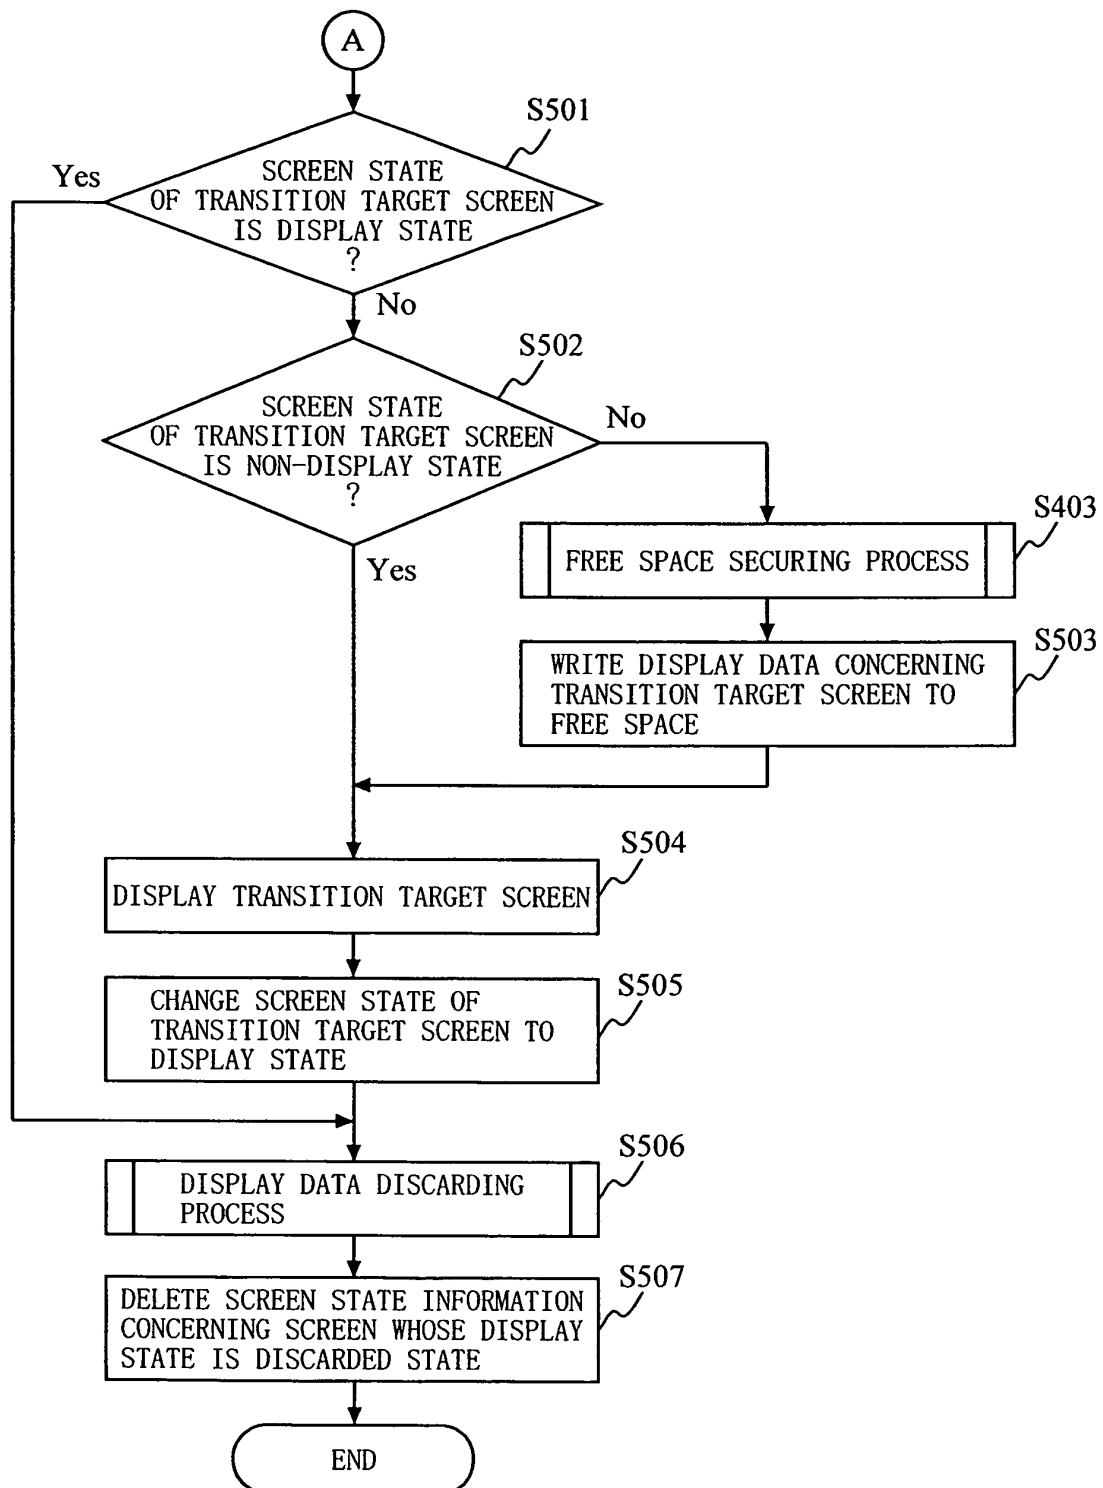 A
S501
Yes
SCREEN STATE
OF TRANSITION TARGET SCREEN
IS DISPLAY STATE
?
No
S502
SCREEN STATE
OF TRANSITION TARGET SCREEN
IS NON-DISPLAY STATE
?
No
Yes
S403
FREE SPACE SECURING PROCESS
S503
WRITE DISPLAY DATA CONCERNING
TRANSITION TARGET SCREEN TO
FREE SPACE
S504
DISPLAY TRANSITION TARGET SCREEN
S505
CHANGE SCREEN STATE OF
TRANSITION TARGET SCREEN TO
DISPLAY STATE
S506
DISPLAY DATA DISCARDING
PROCESS
S507
DELETE SCREEN STATE INFORMATION
CONCERNING SCREEN WHOSE DISPLAY
STATE IS DISCARDED STATE
END